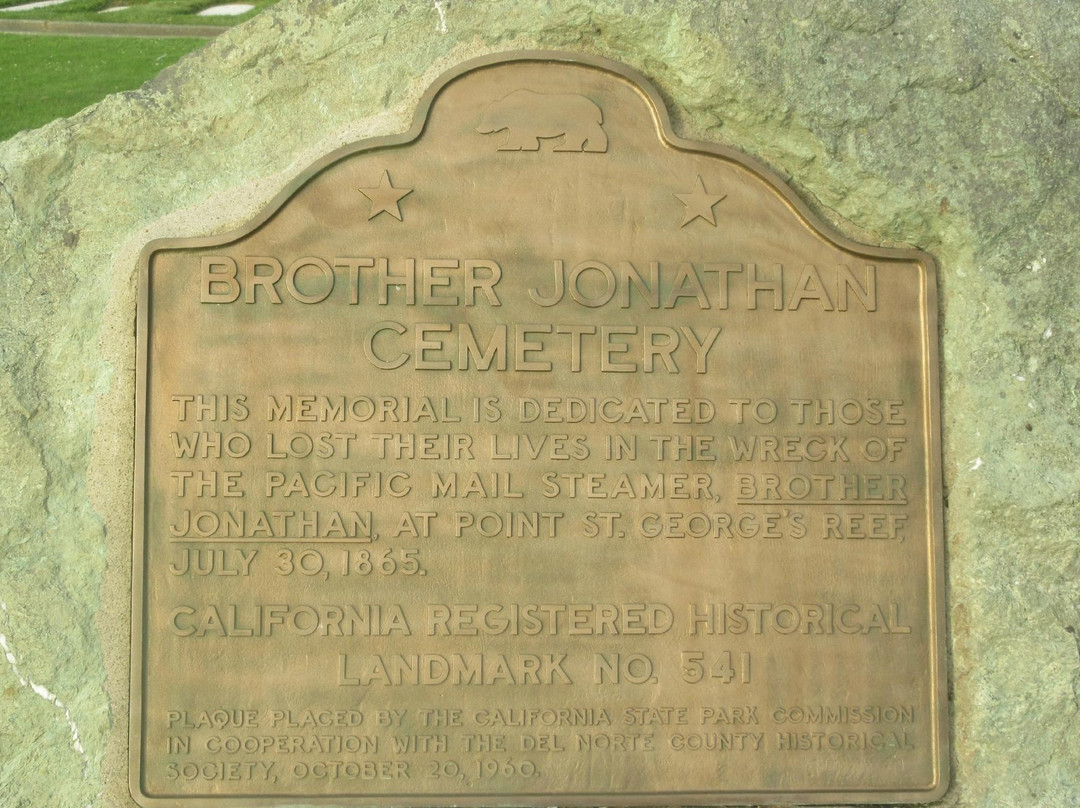 BROTHER JONATHAN
CEMETERY
THIS MEMORIAL IS DEDICATED TO THOSE
WHO LOST THEIR LIVES IN THE WRECK OF
THE PACIFIC MAIL STEAMER, BROTHER
JONATHAN, AT POINT ST. GEORGE'S REEF,
JULY 30, 1865.
CALIFORNIA REGISTERED HISTORICAL
LANDMARK NO. 541
PLAQUE PLACED BY THE CALIFORNIA STATE PARK COMMISSION
IN COOPERATION WITH THE DEL NORTE COUNTY HISTORICAL
SOCIETY, OCTOBER 20, 1960.